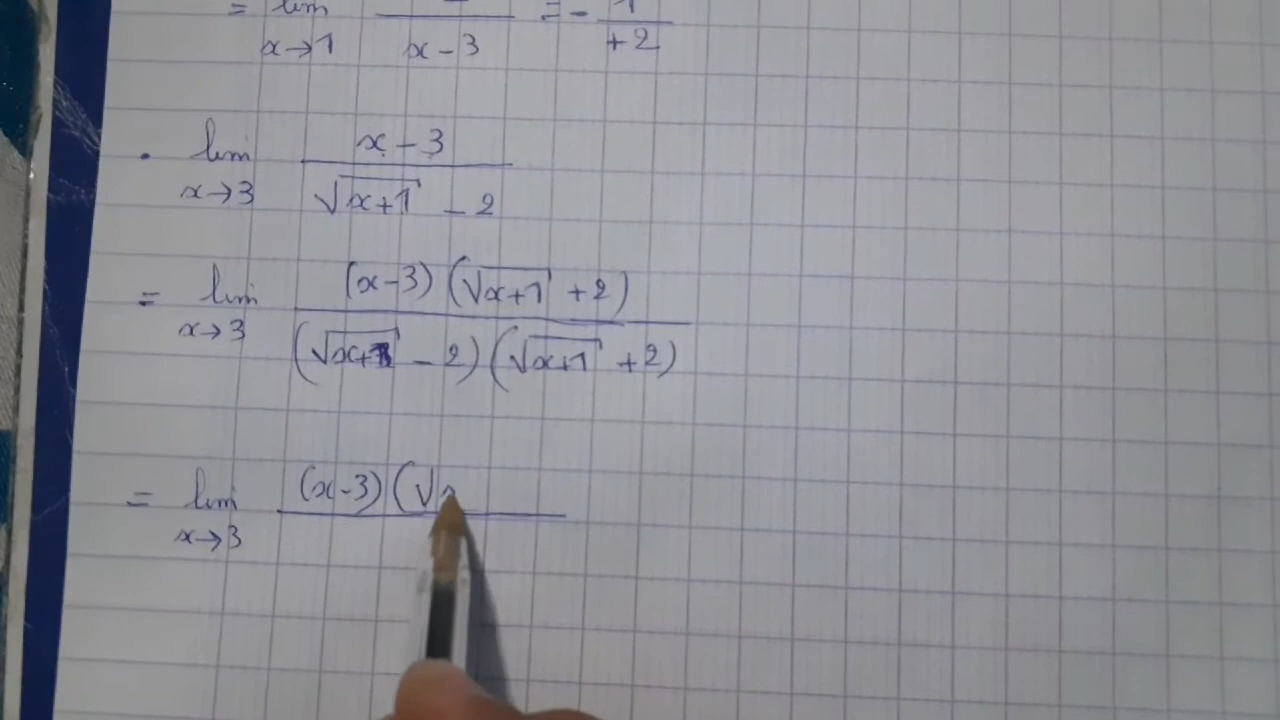 = lim x→1 / x-3 = - 1/+2
• lim x→3 x-3 / √x+1 - 2
= lim x→3 (x-3)(√x+1 +2) / (√x+1 - 2)(√x+1 +2)
= lim x→3 (x-3)(√